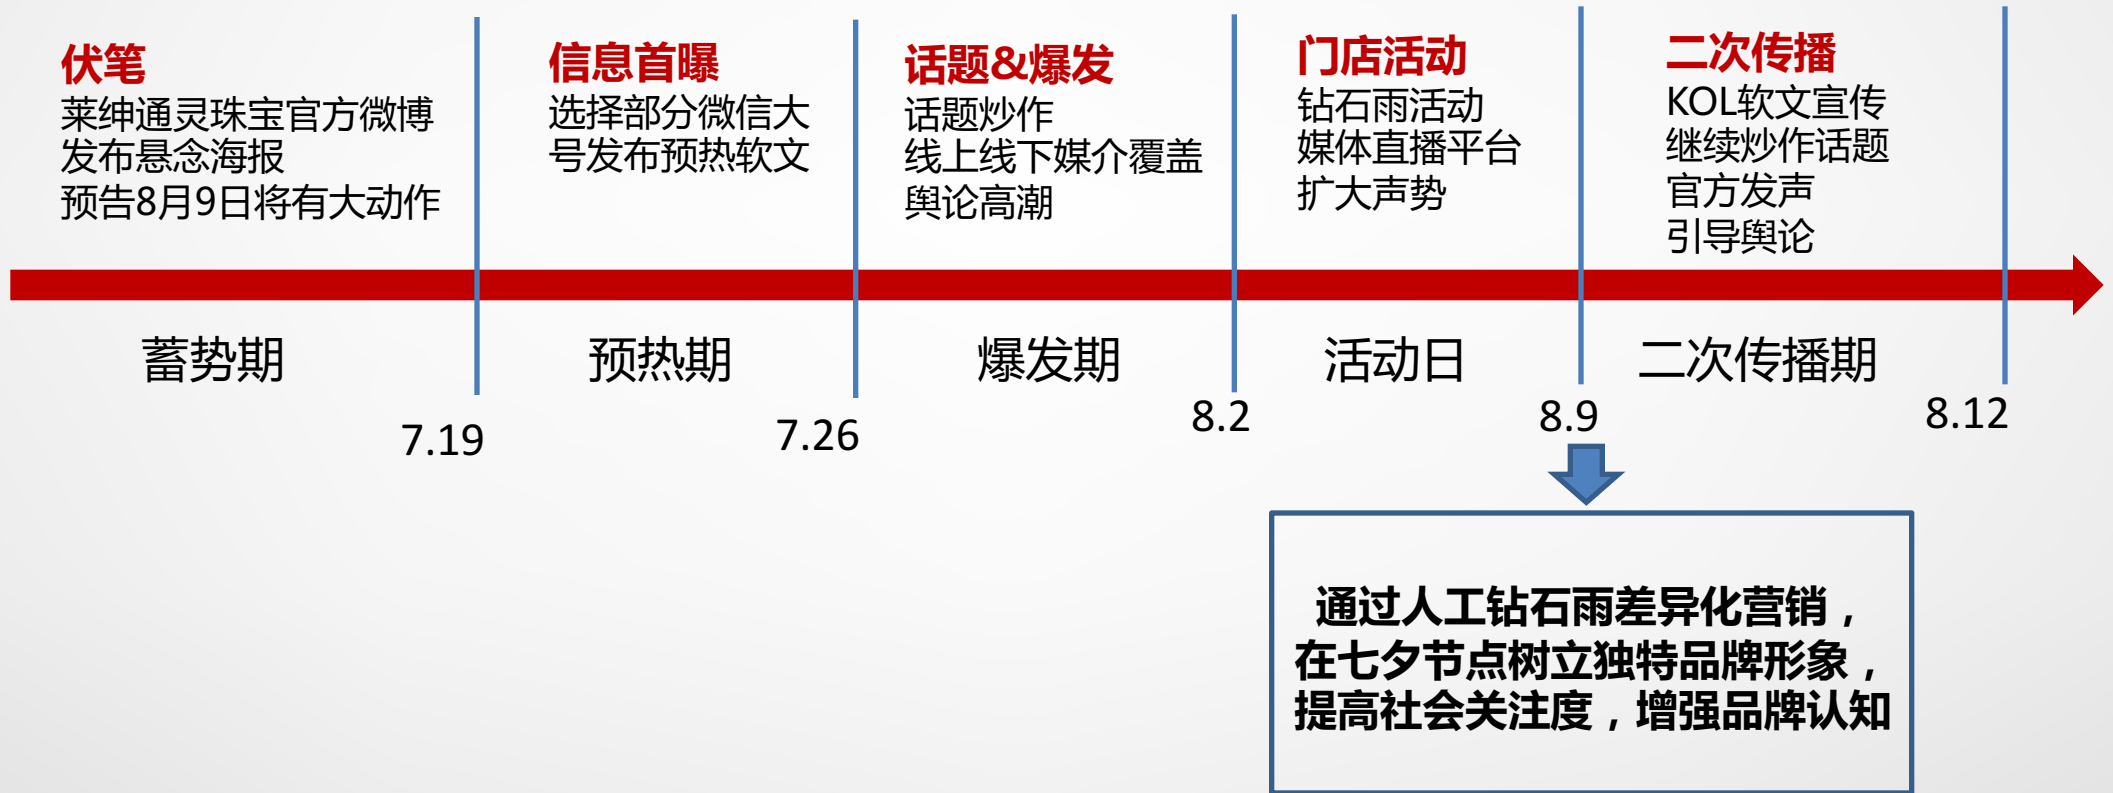 伏笔
莱绅通灵珠宝官方微博
发布悬念海报
预告8月9日将有大动作
信息首曝
选择部分微信大
号发布预热软文
话题&爆发
话题炒作
线上线下媒介覆盖
舆论高潮
门店活动
钻石雨活动
媒体直播平台
扩大声势
二次传播
KOL软文宣传
继续炒作话题
官方发声
引导舆论
蓄势期
预热期
爆发期
活动日
二次传播期
7.19
7.26
8.2
8.9
8.12
通过人工钻石雨差异化营销，
在七夕节点树立独特品牌形象，
提高社会关注度，增强品牌认知